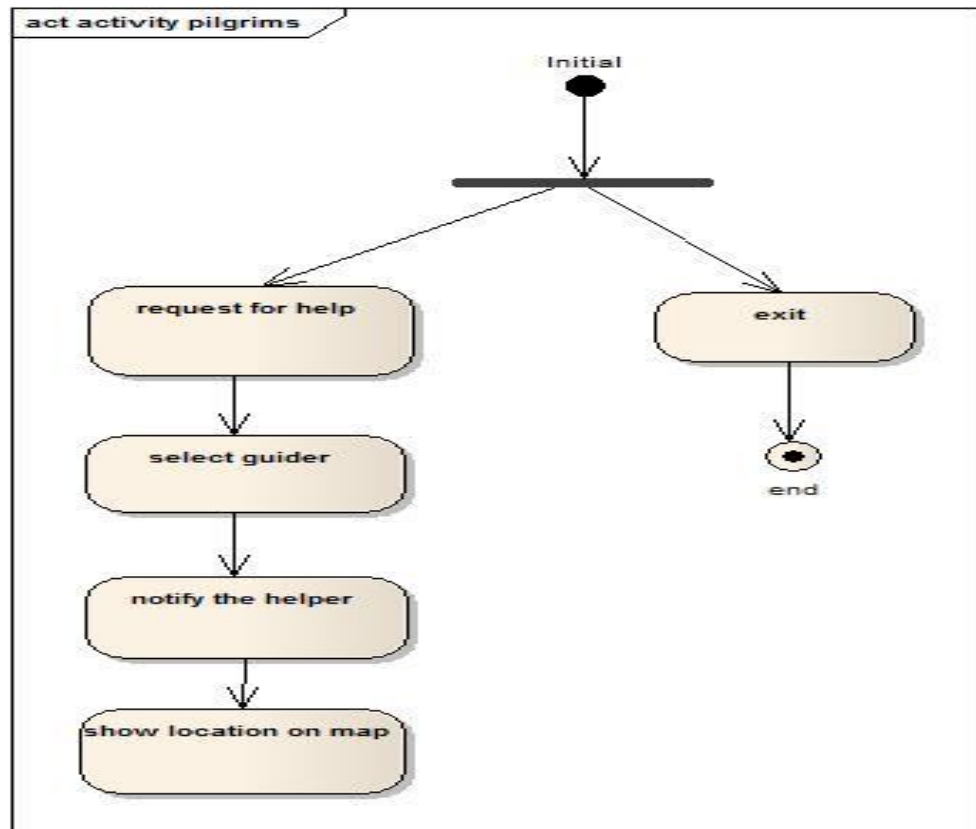 act activity pilgrims
Initial
request for help
exit
select guider
end
notify the helper
show location on map